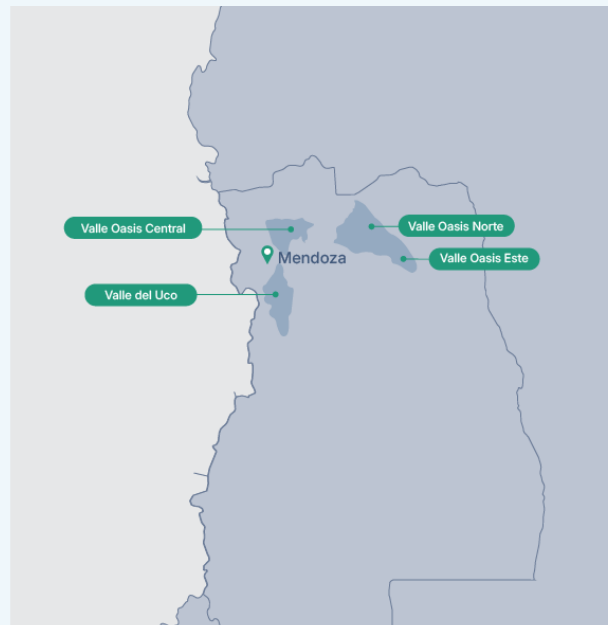 Valle Oasis Central
Valle Oasis Norte
Mendoza
Valle Oasis Este
Valle del Uco